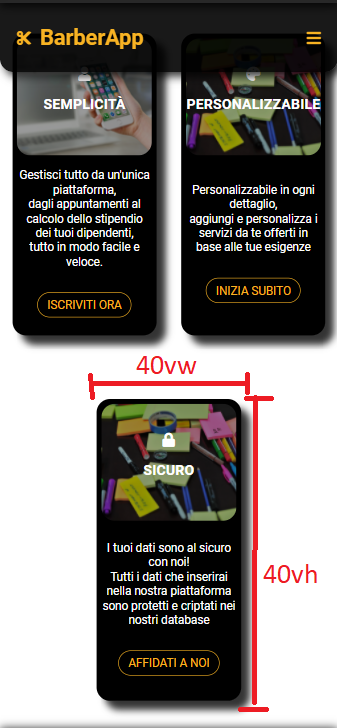 BarberApp
SEMPLICITÀ
Gestisci tutto da un'unica
piattaforma,
dagli appuntamenti al
calcolo dello stipendio
dei tuoi dipendenti,
tutto in modo facile e
veloce.
ISCRIVITI ORA
PERSONALIZZABILE
Personalizzabile in ogni
dettaglio,
aggiungi e personalizza i
servizi da te offerti in
base alle tue esigenze
INIZIA SUBITO
40vw
SICURO
I tuoi dati sono al sicuro
con noi!
Tutti i dati che inserirai
nella nostra piattaforma
sono protetti e criptati nei
nostri database
AFFIDATI A NOI
40vh